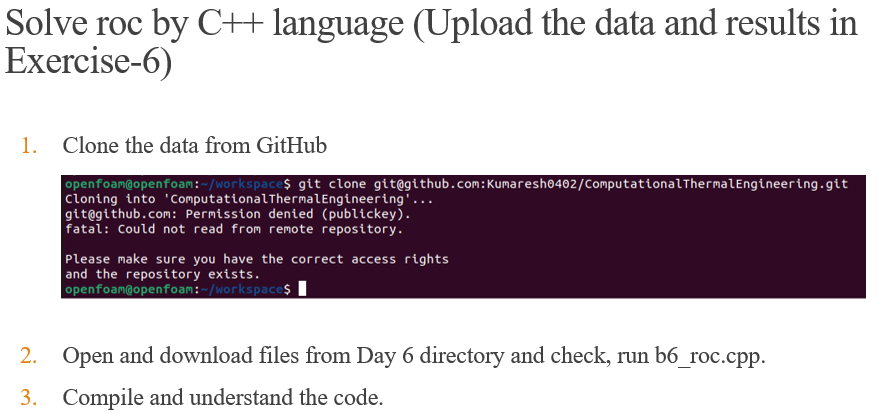 Solve roc by C++ language (Upload the data and results in
Exercise-6)
1. Clone the data from GitHub
openfoam@openfoam:~/workspace$ git clone git@github.com:Kumaresh0402/ComputationalThermalEngineering.git
Cloning into 'ComputationalThermalEngineering'...
git@github.com: Permission denied (publickey).
fatal: Could not read from remote repository.
Please make sure you have the correct access rights
and the repository exists.
openfoam@openfoam:~/workspace$
2. Open and download files from Day 6 directory and check, run b6_roc.cpp.
3. Compile and understand the code.